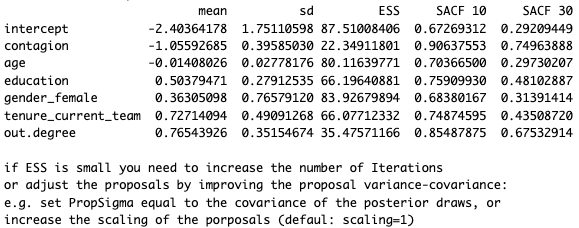 mean sd ESS SACF 10 SACF 30
intercept -2.40364178 1.75110598 87.51008406 0.67269312 0.29209449
contagion -1.05592685 0.39585030 22.34911801 0.90637553 0.74963888
age -0.01408026 0.02778176 80.11639771 0.70366500 0.29730207
education 0.50379471 0.27912535 66.19640881 0.75909930 0.48102887
gender_female 0.36305098 0.76579120 83.92679894 0.68380167 0.31391414
tenure_current_team 0.72714094 0.49091268 66.07712332 0.74874595 0.43508720
out.degree 0.76543926 0.35154674 35.47571166 0.85487875 0.67532914
if ESS is small you need to increase the number of Iterations
or adjust the proposals by improving the proposal variance-covariance:
e.g. set PropSigma equal to the covariance of the posterior draws, or
increase the scaling of the porposals (defaul: scaling=1)